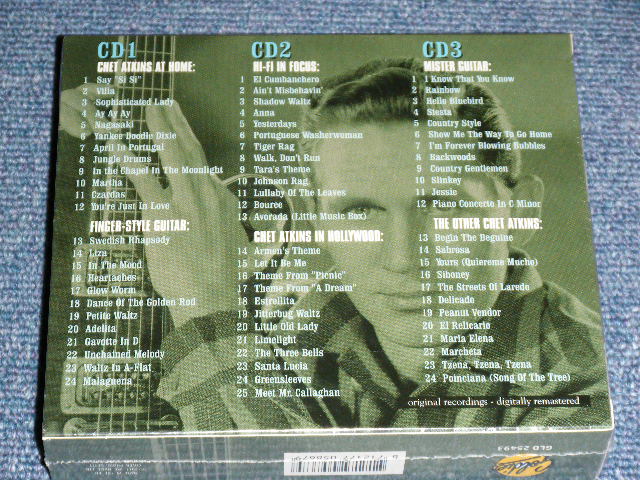 CD1
CHET ATKINS AT HOME:
1 Say "Si Si"
2 Vilia
3 Sophisticated Lady
4 Ay Ay Ay
5 Nagasaki
6 Yankee Doodle Dixie
7 April In Portugal
8 Jungle Drums
9 In the Chapel In The Moonlight
10 Martha
11 Czardas
12 You're Just In Love
FINGER-STYLE GUITAR:
13 Swedish Rhapsody
14 Liza
15 In The Mood
16 Heartaches
17 Glow Worm
18 Dance Of The Golden Rod
19 Petite Waltz
20 Adelita
21 Gavotte In D
22 Unchained Melody
23 Waltz In A-Flat
24 Malaguena
CD2
HI-FI IN FOCUS:
1 El Cumbanchero
2 Ain't Misbehavin'
3 Shadow Waltz
4 Anna
5 Yesterdays
6 Portuguese Washerwoman
7 Tiger Rag
8 Walk, Don't Run
9 Tara's Theme
10 Johnson Rag
11 Lullaby Of The Leaves
12 Bouree
13 Avorada (Little Music Box)
CHET ATKINS IN HOLLYWOOD:
14 Armen's Theme
15 Let It Be Me
16 Theme From "Picnic"
17 Theme From "A Dream"
18 Estrellita
19 Jitterbug Waltz
20 Little Old Lady
21 Limelight
22 The Three Bells
23 Santa Lucia
24 Greensleeves
25 Meet Mr. Callaghan
CD3
MISTER GUITAR:
1 I Know That You Know
2 Rainbow
3 Hello Bluebird
4 Siesta
5 Country Style
6 Show Me The Way To Go Home
7 I'm Forever Blowing Bubbles
8 Backwoods
9 Country Gentlemen
10 Slinkey
11 Jessie
12 Piano Concerto In C Minor
THE OTHER CHET ATKINS:
13 Begin The Beguine
14 Sabrosa
15 Yours (Quiereme Mucho)
16 Siboney
17 The Streets Of Laredo
18 Delicado
19 Peanut Vendor
20 El Relicario
21 Maria Elena
22 Marcheta
23 Tzena, Tzena, Tzena
24 Poinciana (Song Of The Tree)
original recordings - digitally remastered
GLD 25493